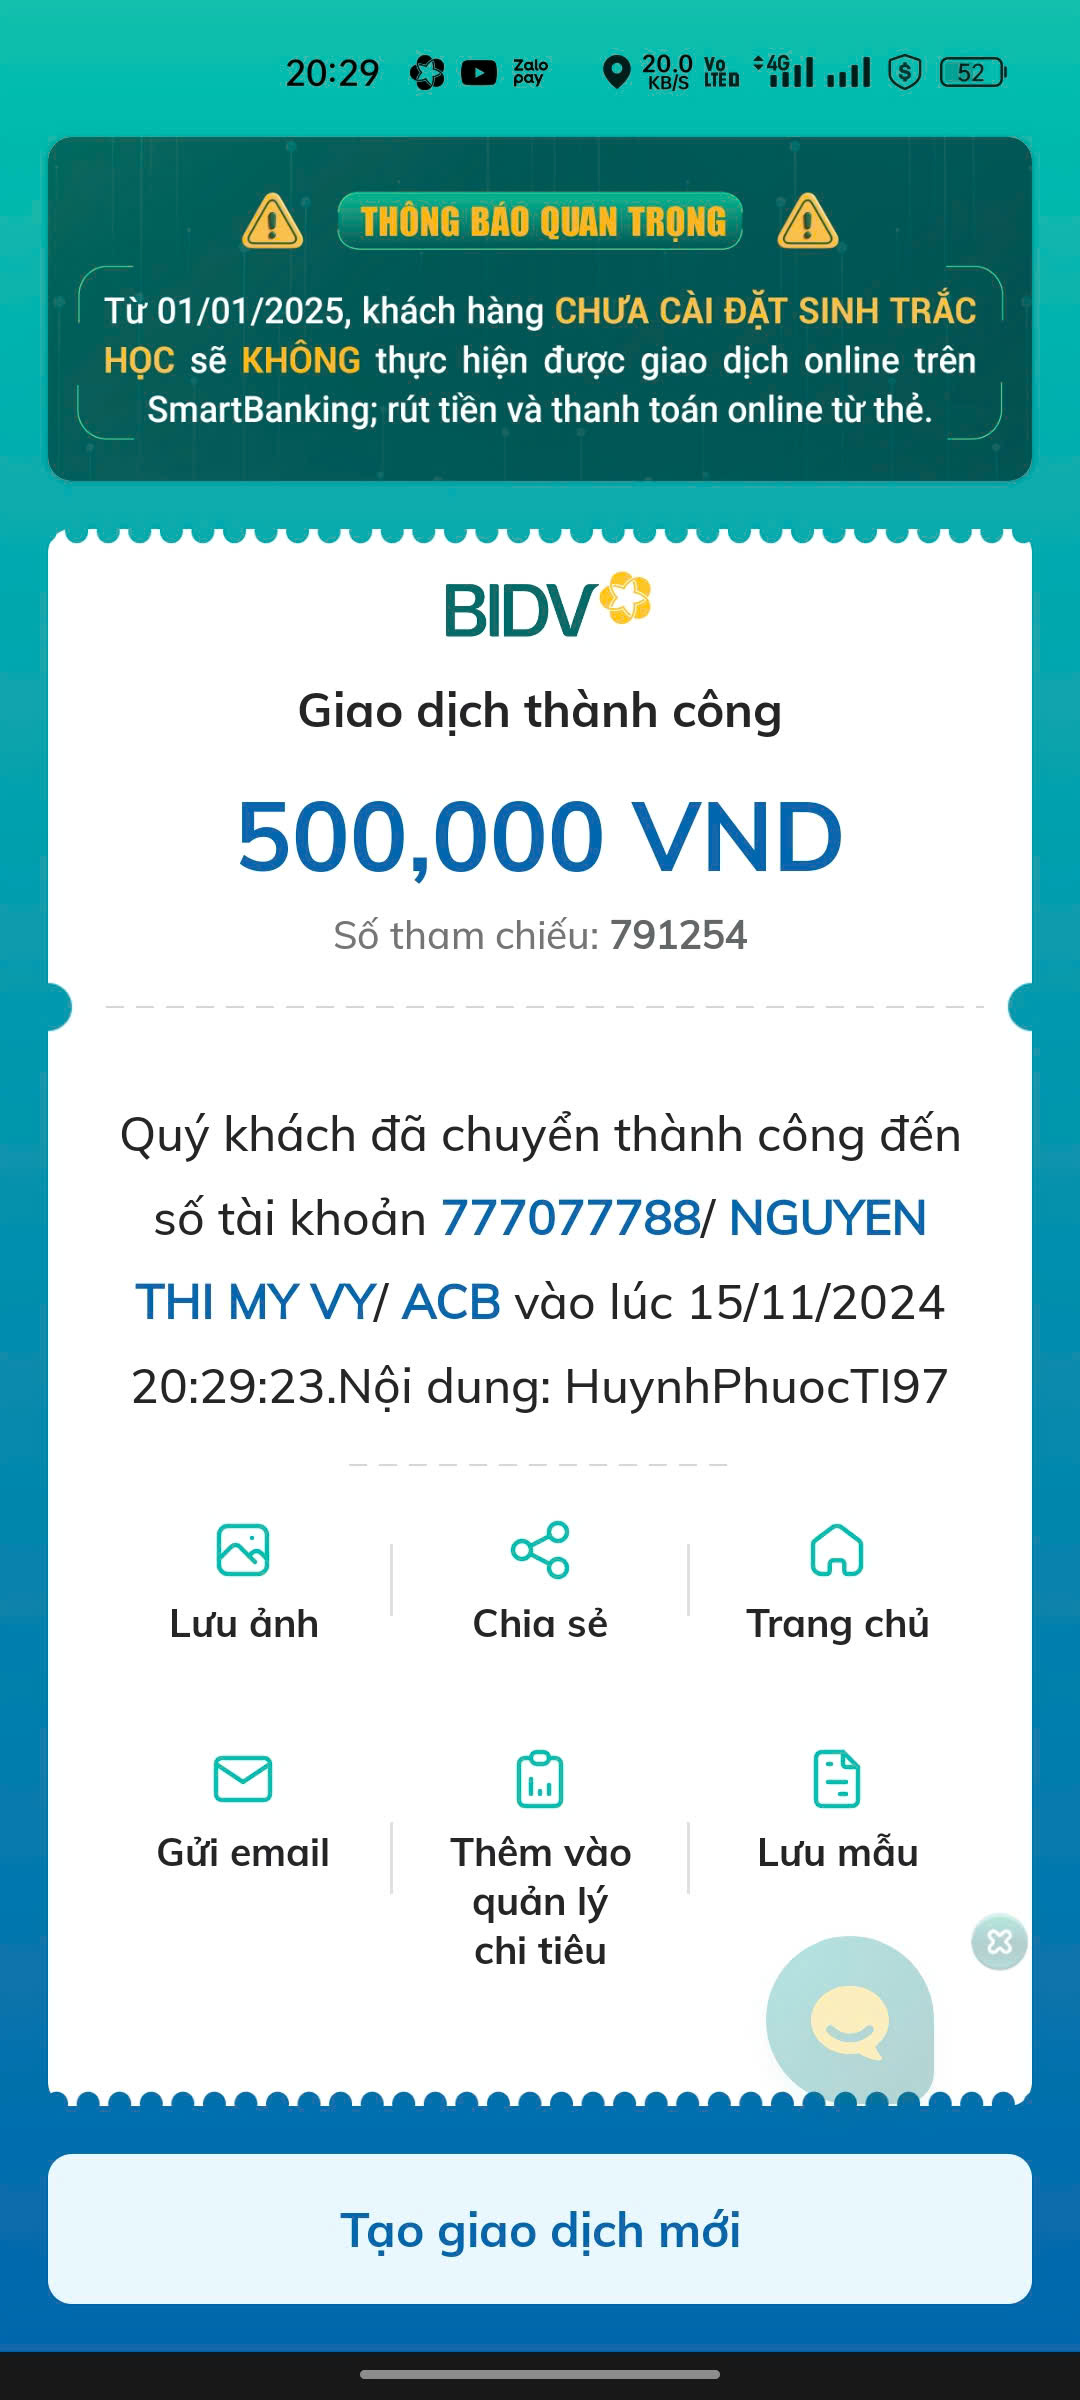 20:29 Zalo pay 20.0 KB/S Vo LTE 4G 52
THÔNG BÁO QUAN TRỌNG
Từ 01/01/2025, khách hàng CHƯA CÀI ĐẶT SINH TRẮC
HỌC sẽ KHÔNG thực hiện được giao dịch online trên
SmartBanking; rút tiền và thanh toán online từ thẻ.
BIDV
Giao dịch thành công
500,000 VND
Số tham chiếu: 791254
Quý khách đã chuyển thành công đến
số tài khoản 777077788/ NGUYEN
THI MY VY/ ACB vào lúc 15/11/2024
20:29:23.Nội dung: HuynhPhuocTI97
Lưu ảnh
Chia sẻ
Trang chủ
Gửi email
Thêm vào
quản lý
chi tiêu
Lưu mẫu
Tạo giao dịch mới